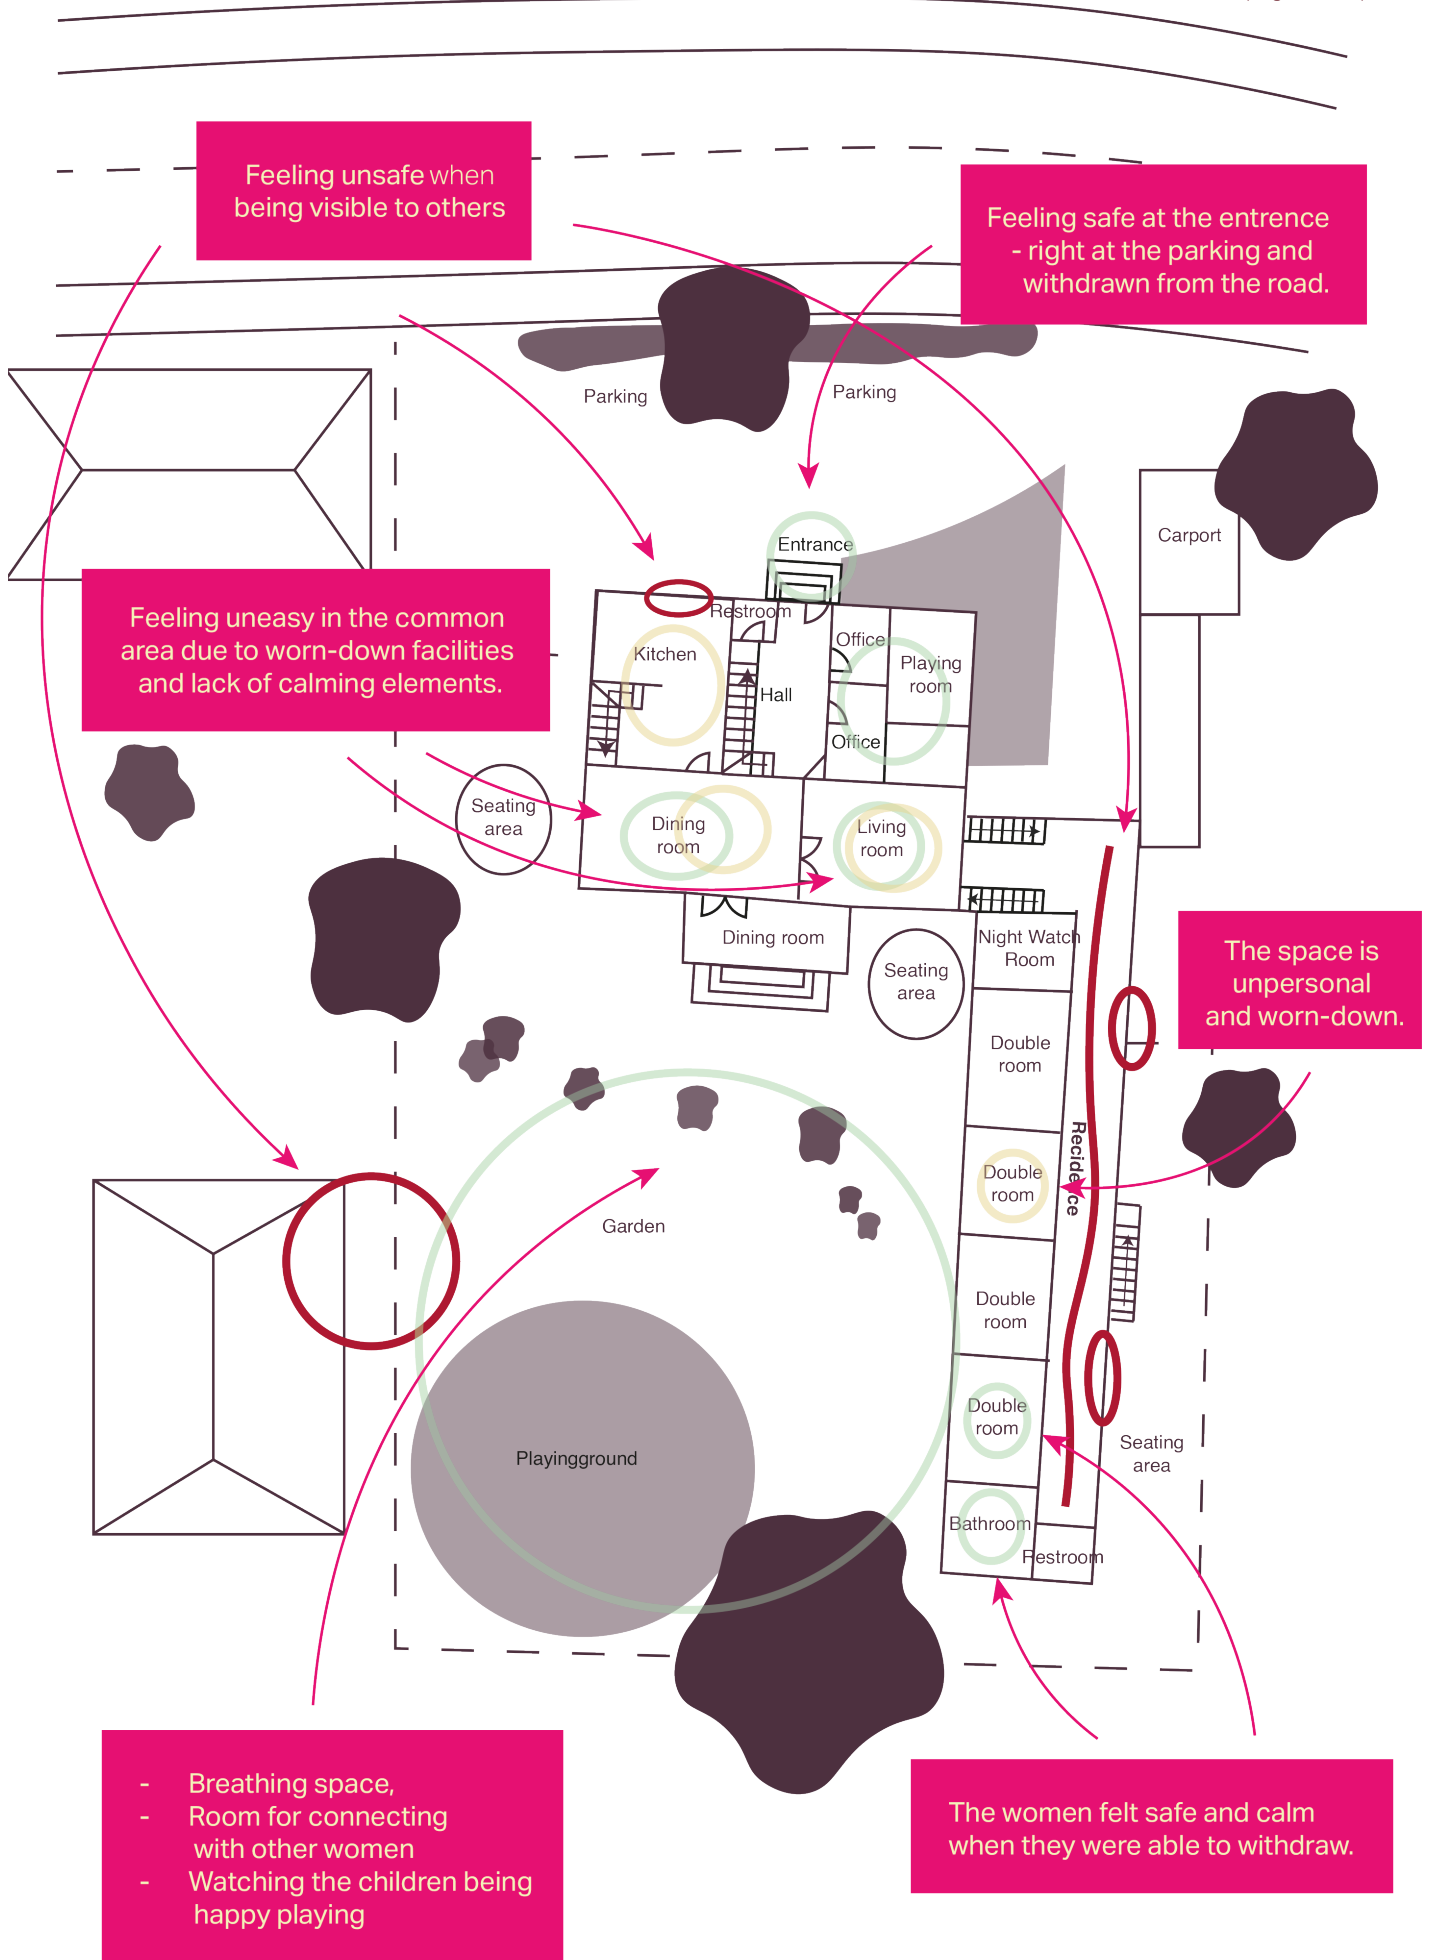 Feeling unsafe when
being visible to others
Feeling safe at the entrence
- right at the parking and
withdrawn from the road.
Parking
Parking
Carport
Entrance
Feeling uneasy in the common
area due to worn-down facilities
and lack of calming elements.
Restroom
Kitchen
Hall
Office
Playing
room
Office
Seating
area
Dining
room
Living
room
Dining room
Night Watch
Room
Seating
area
The space is
unpersonal
and worn-down.
Double
room
Double
room
Recidence
Garden
Double
room
Double
room
Seating
area
Playingground
Bathroom
Restroom
- Breathing space,
- Room for connecting
with other women
- Watching the children being
happy playing
The women felt safe and calm
when they were able to withdraw.